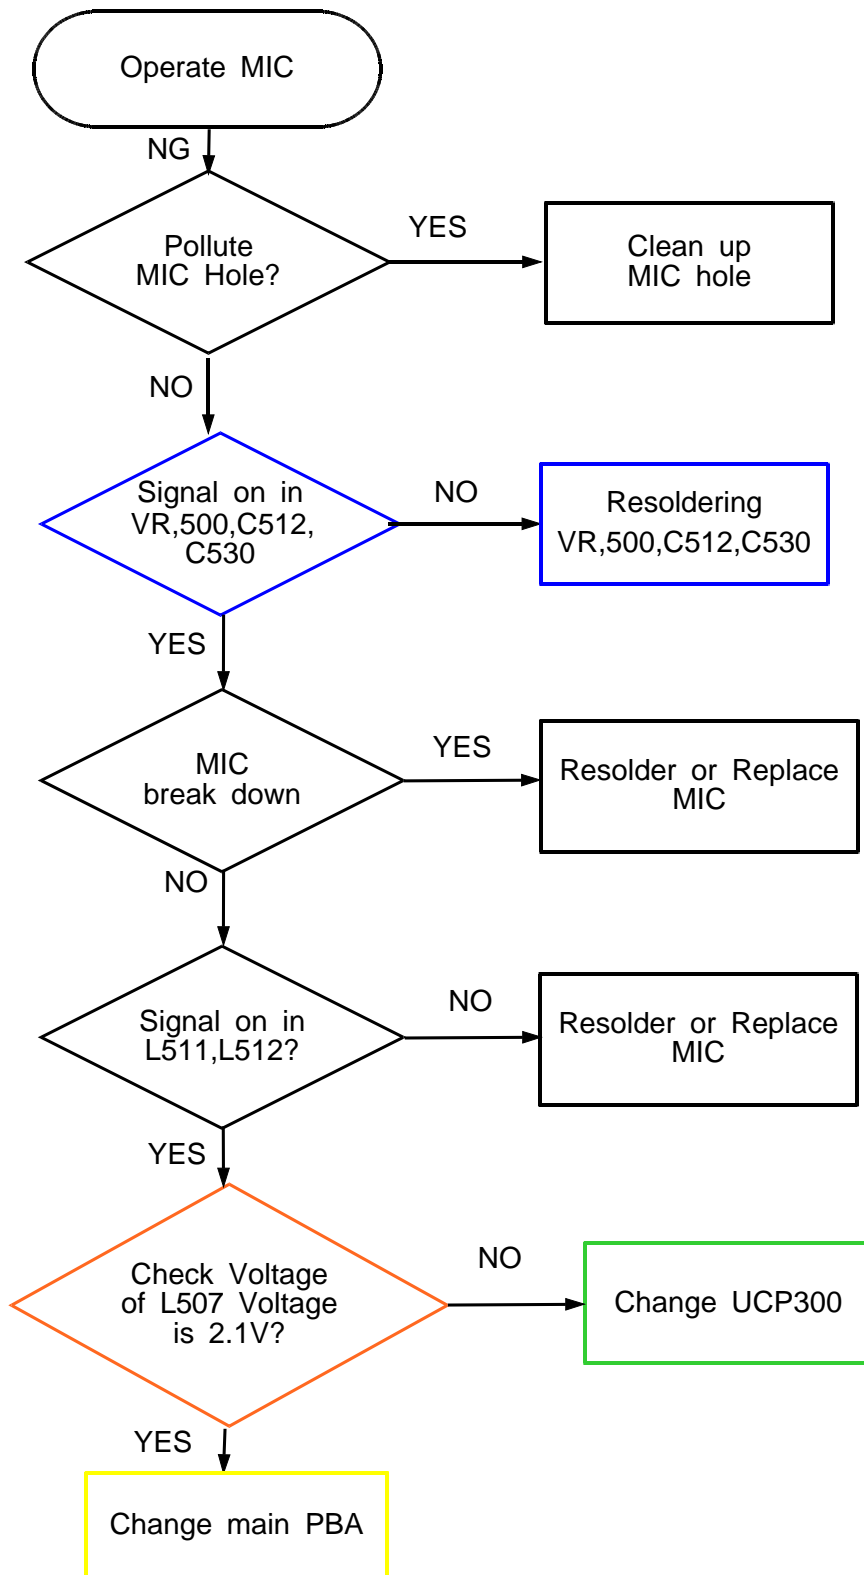 Operate MIC
NG
Pollute
MIC Hole?
YES
Clean up
MIC hole
NO
Signal on in
VR,500,C512,
C530
NO
Resoldering
VR,500,C512,C530
YES
MIC
break down
YES
Resolder or Replace
MIC
NO
Signal on in
L511,L512?
NO
Resolder or Replace
MIC
YES
Check Voltage
of L507 Voltage
is 2.1V?
NO
Change UCP300
YES
Change main PBA